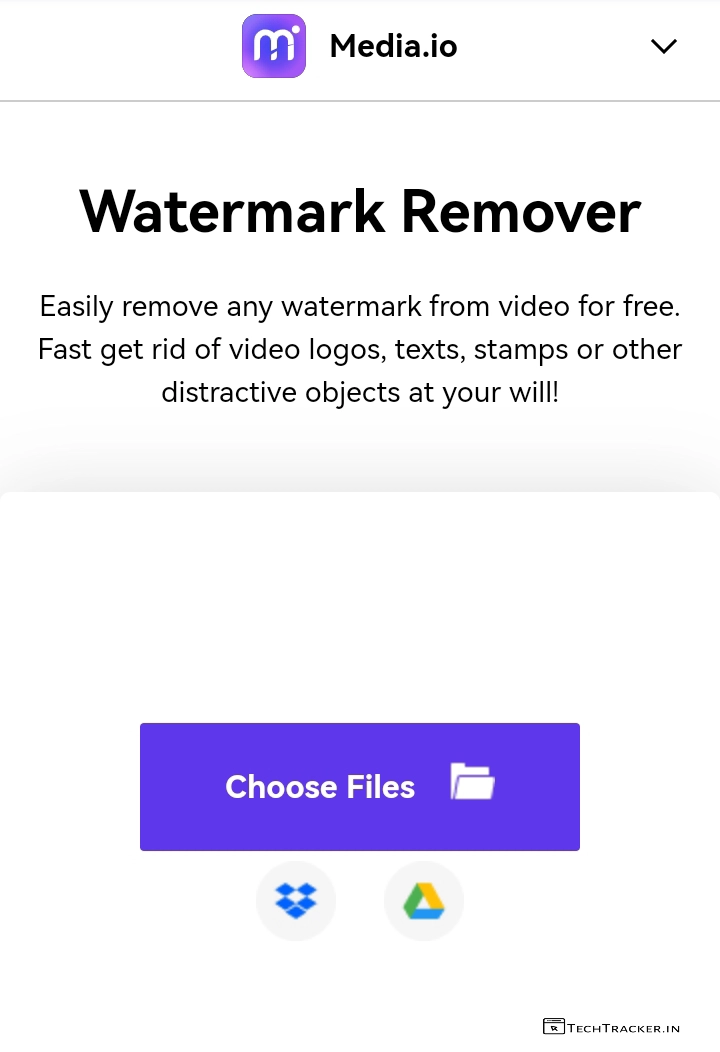 Media.io
Watermark Remover
Easily remove any watermark from video for free.
Fast get rid of video logos, texts, stamps or other
distractive objects at your will!
Choose Files
TechTracker.in